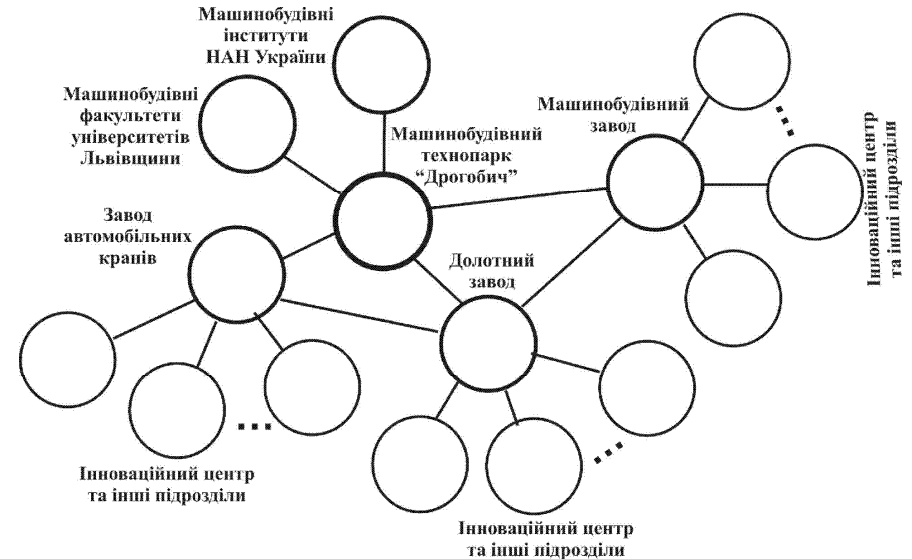 Машинобудівні
інститути
НАН України
Машинобудівні
факультети
університетів
Львівщини
Машинобудівний
технопарк
“Дрогобич”
Машинобудівний
завод
Інноваційний центр
та інші підрозділи
Завод
автомобільних
кранів
Долотний
завод
Інноваційний центр
та інші підрозділи
Інноваційний центр
та інші підрозділи